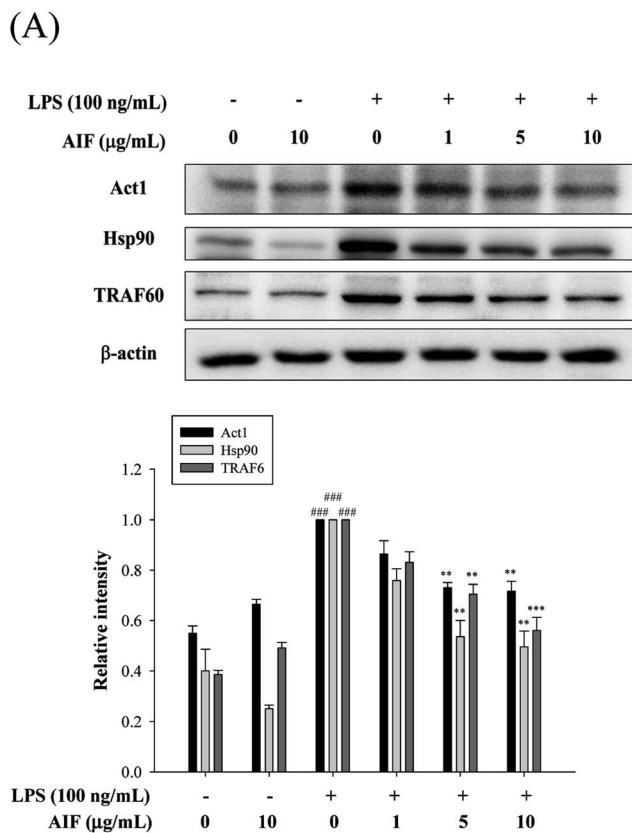 (A)
LPS (100 ng/mL) - - + + + +
AIF (μg/mL) 0 10 0 1 5 10
Act1
Hsp90
TRAF60
β-actin
Act1
Hsp90
TRAF6
Relative intensity
1.2
1.0
0.8
0.6
0.4
0.2
0.0
###
### ###
** **
**
**
** ***
LPS (100 ng/mL) - - + + + +
AIF (μg/mL) 0 10 0 1 5 10